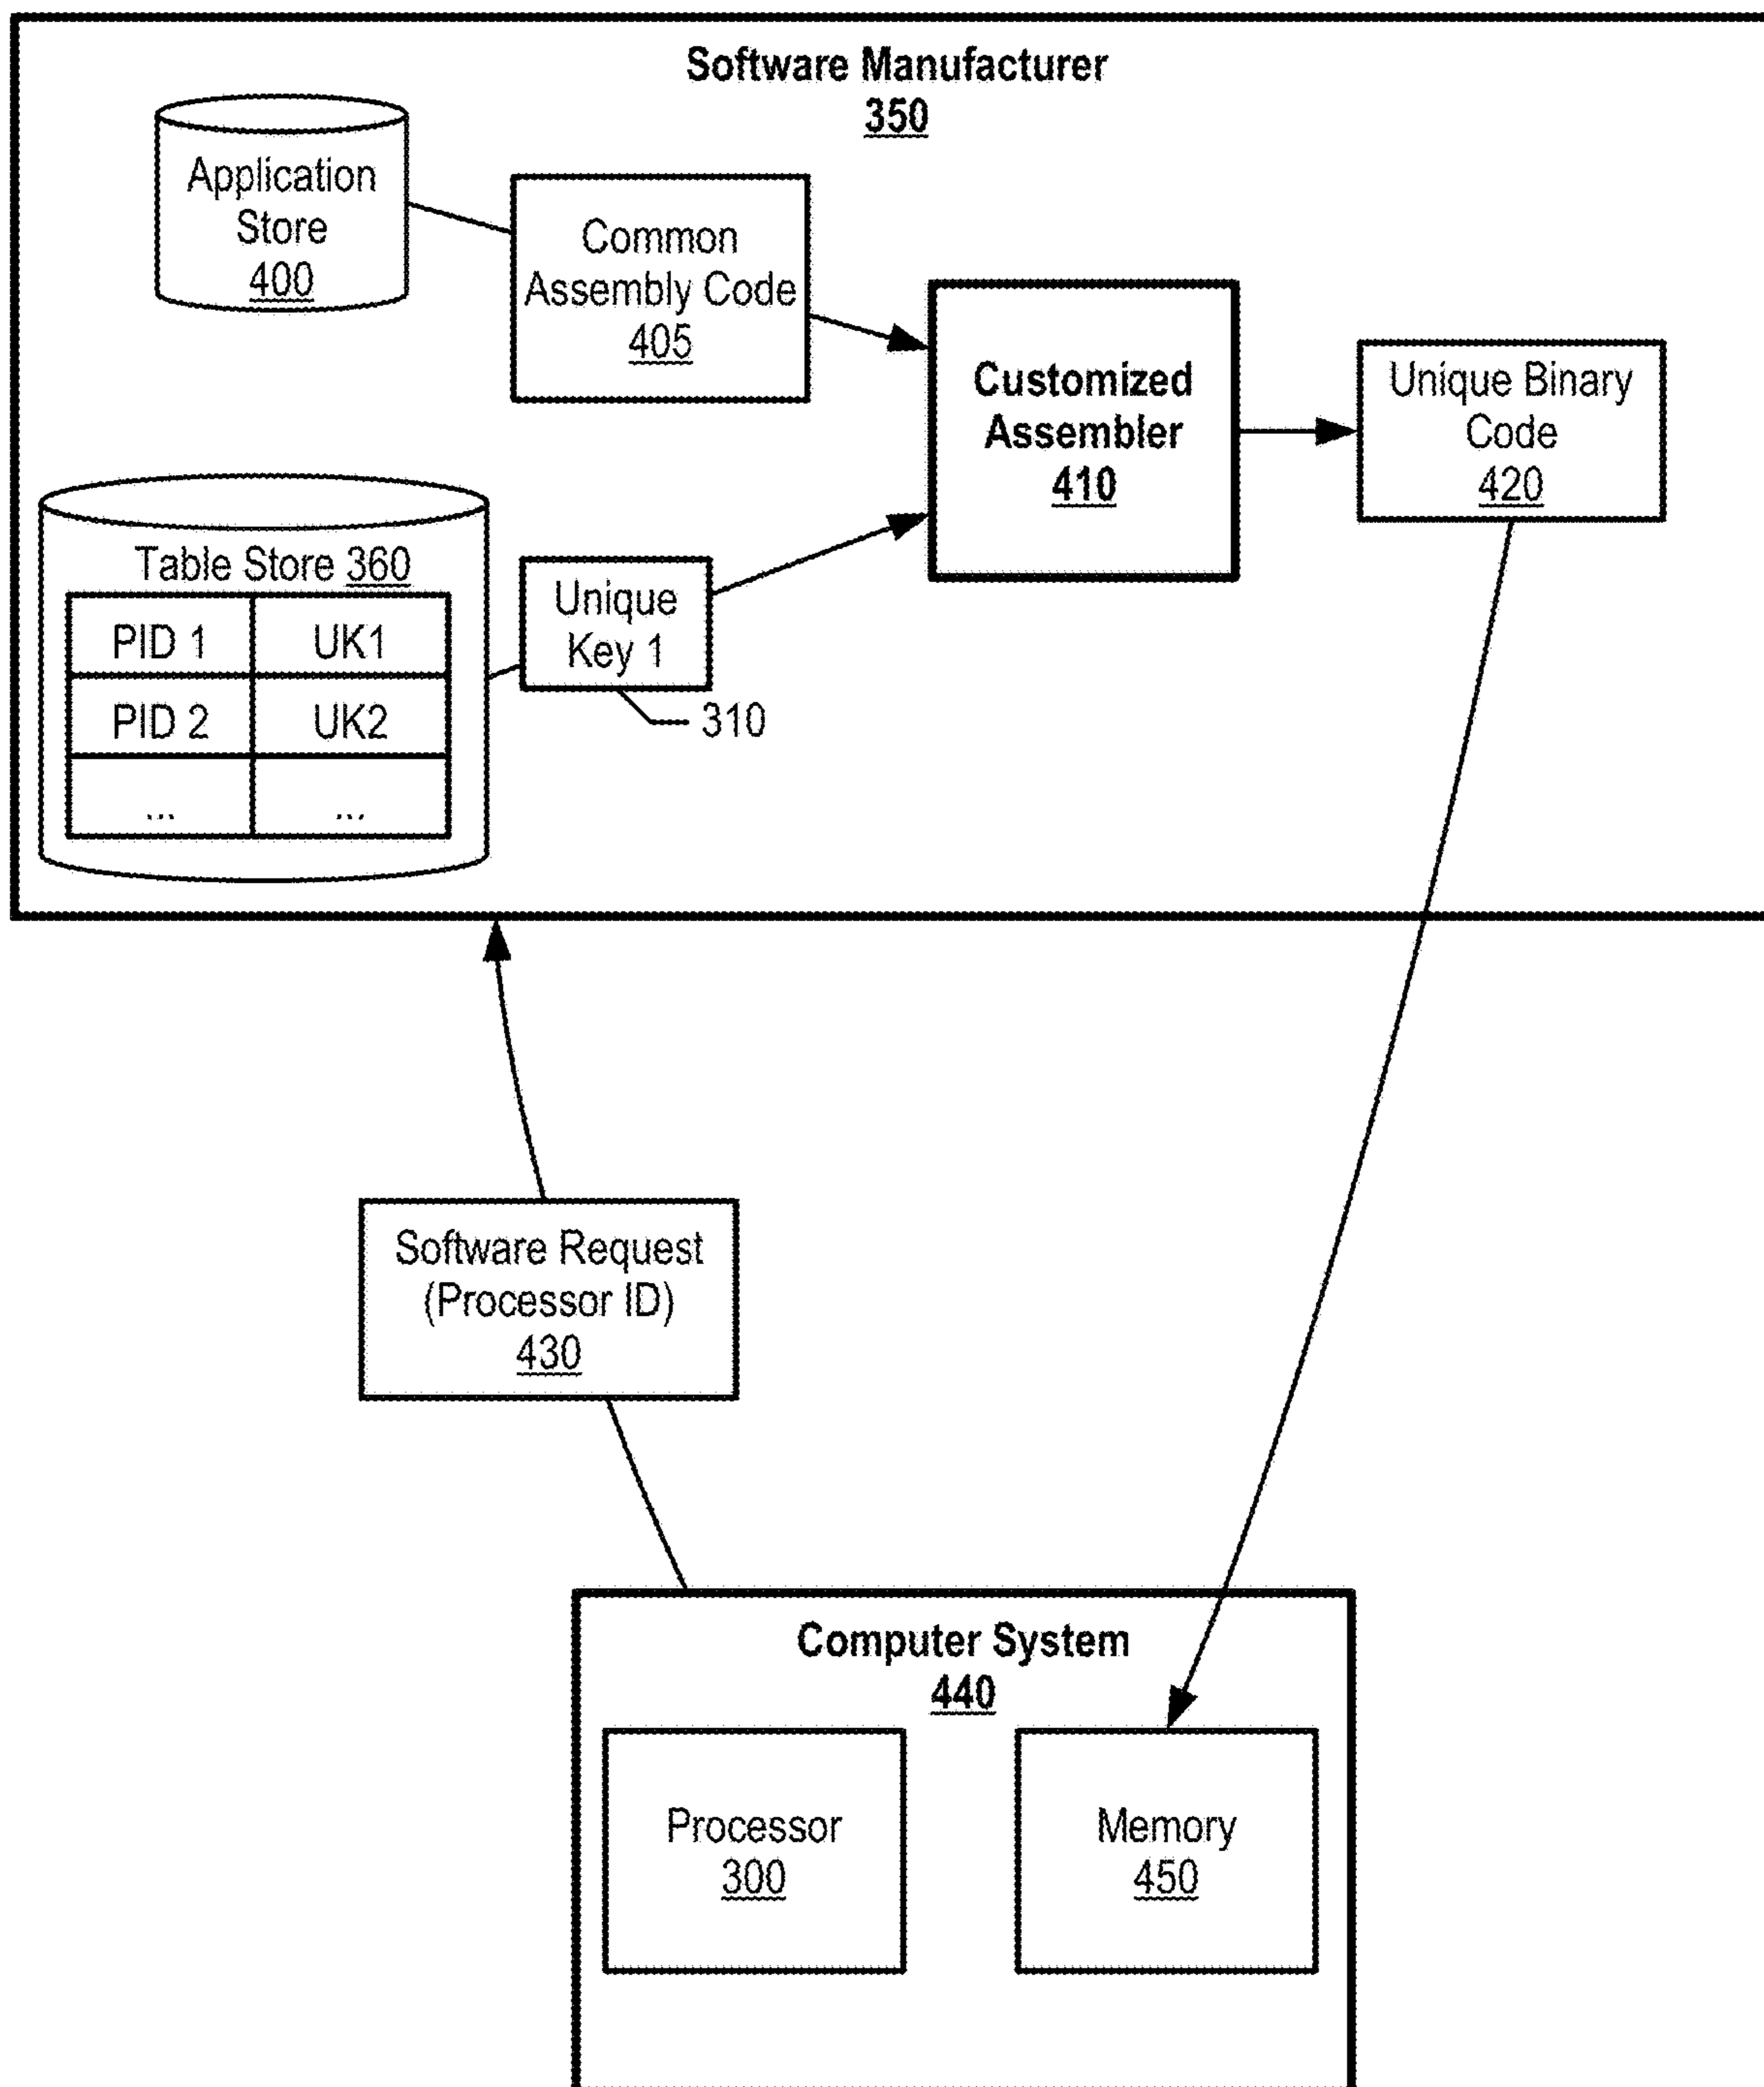 Software Manufacturer
350
Application
Store
400
Common
Assembly Code
405
Customized
Assembler
410
Unique Binary
Code
420
Table Store 360
PID 1 UK1
PID 2 UK2
... ...
Unique
Key 1
310
Software Request
(Processor ID)
430
Computer System
440
Processor
300
Memory
450